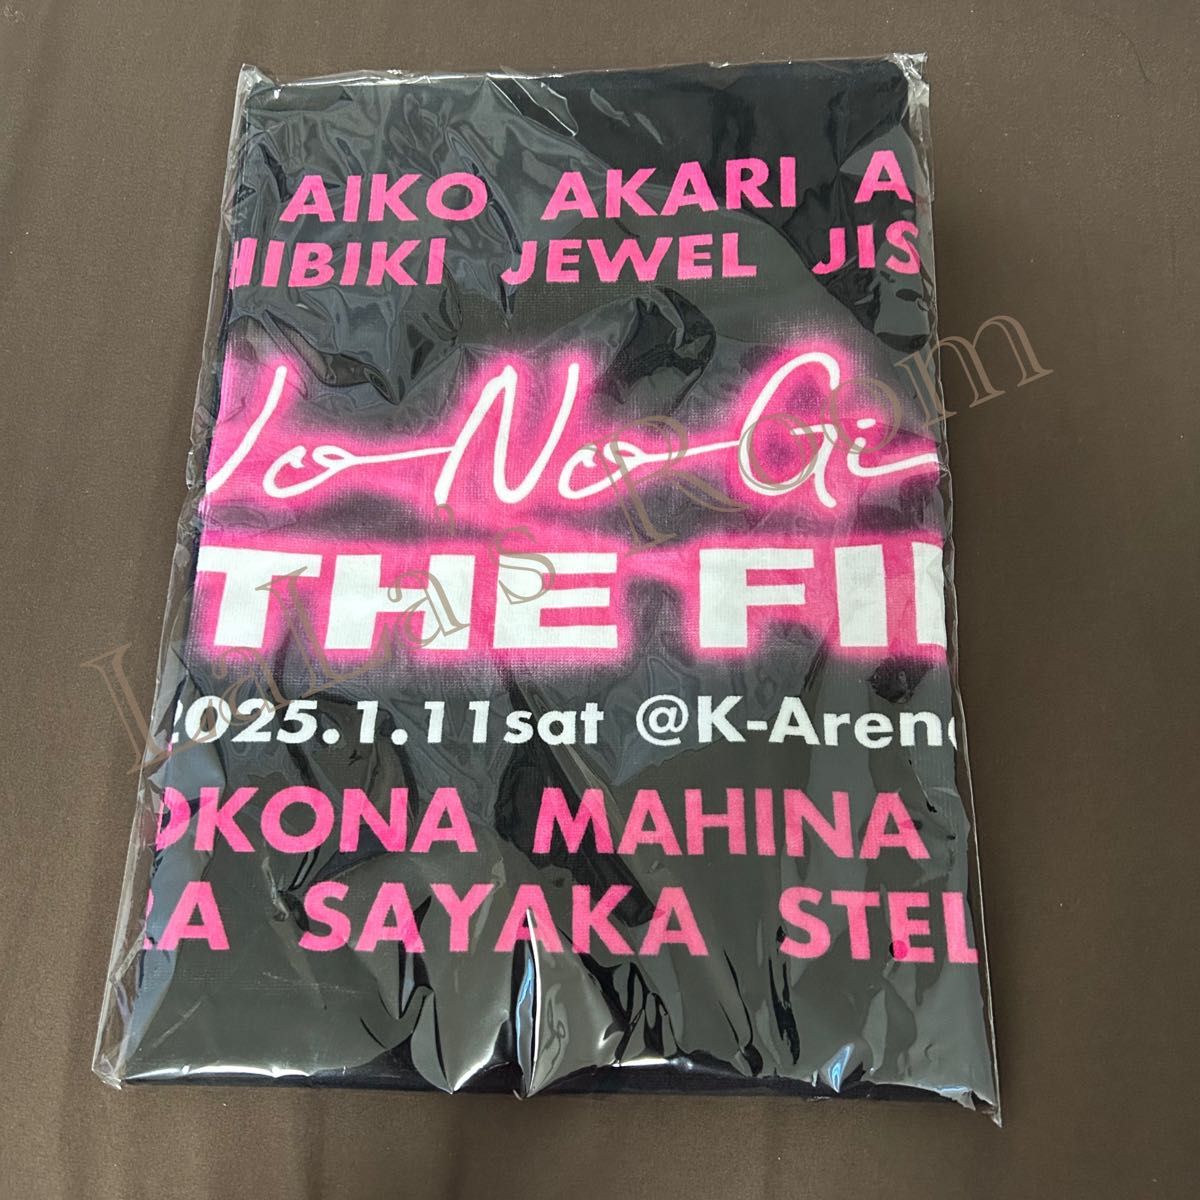 AIKO AKARI A
HIBIKI JEWEL JIS
No No Gi
THE FI
2025.1.11sat @K-Arena
OKONA MAHINA
RA SAYAKA STEL
LaLa's Room